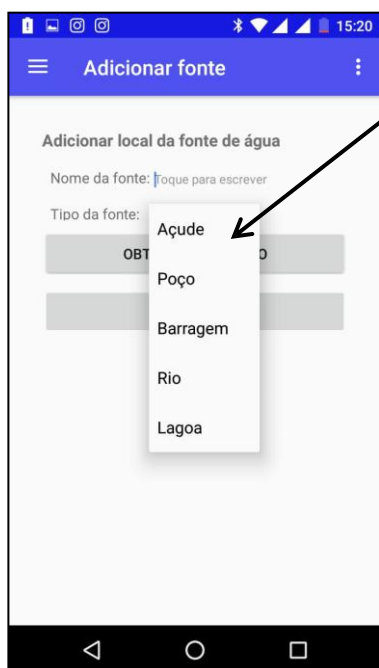 15:20
Adicionar fonte
Adicionar local da fonte de água
Nome da fonte: Toque para escrever
Tipo da fonte:
Açude
OBT
O
Poço
Barragem
Rio
Lagoa